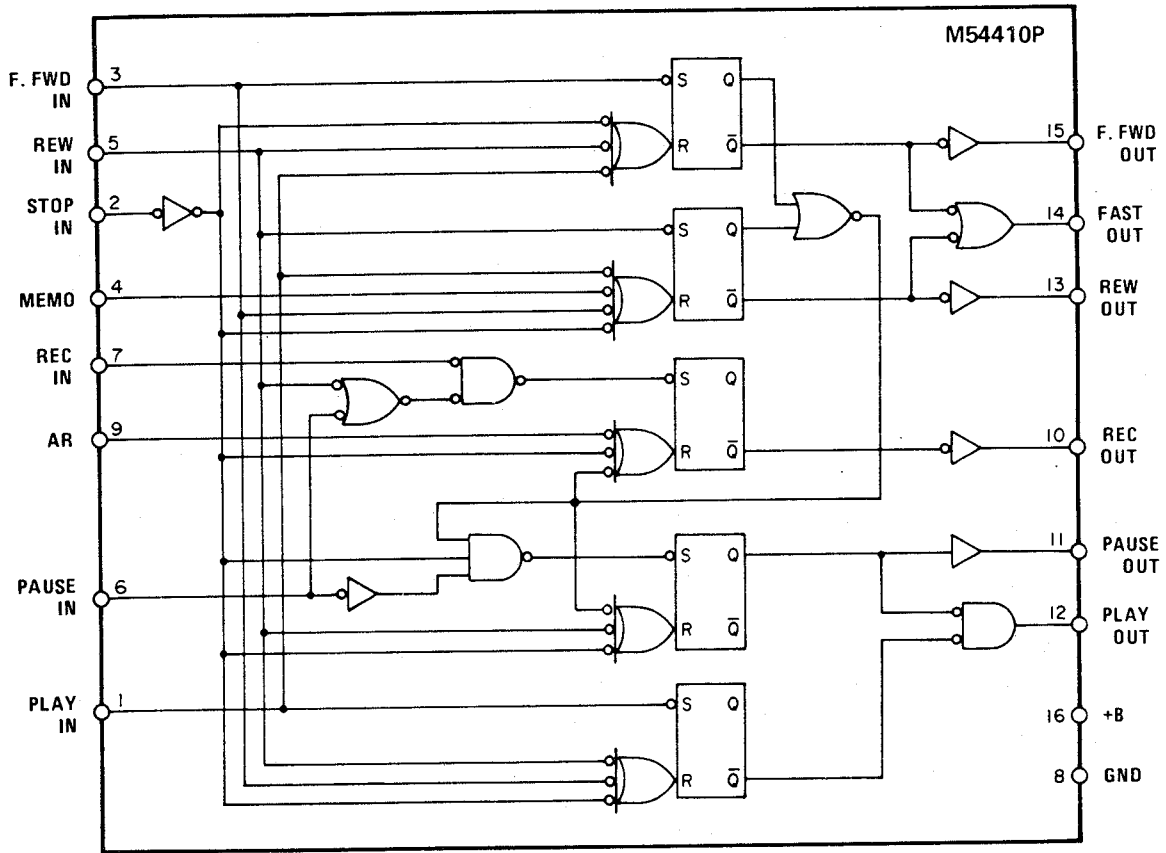 M54410P
F. FWD
IN
3
REW
IN
5
STOP
IN
2
MEMO
4
REC
IN
7
AR
9
PAUSE
IN
6
PLAY
IN
1
S Q
R Q̅
S Q
R Q̅
S Q
R Q̅
S Q
R Q̅
S Q
R Q̅
15
F. FWD
OUT
14
FAST
OUT
13
REW
OUT
10
REC
OUT
11
PAUSE
OUT
12
PLAY
OUT
16
+B
8
GND